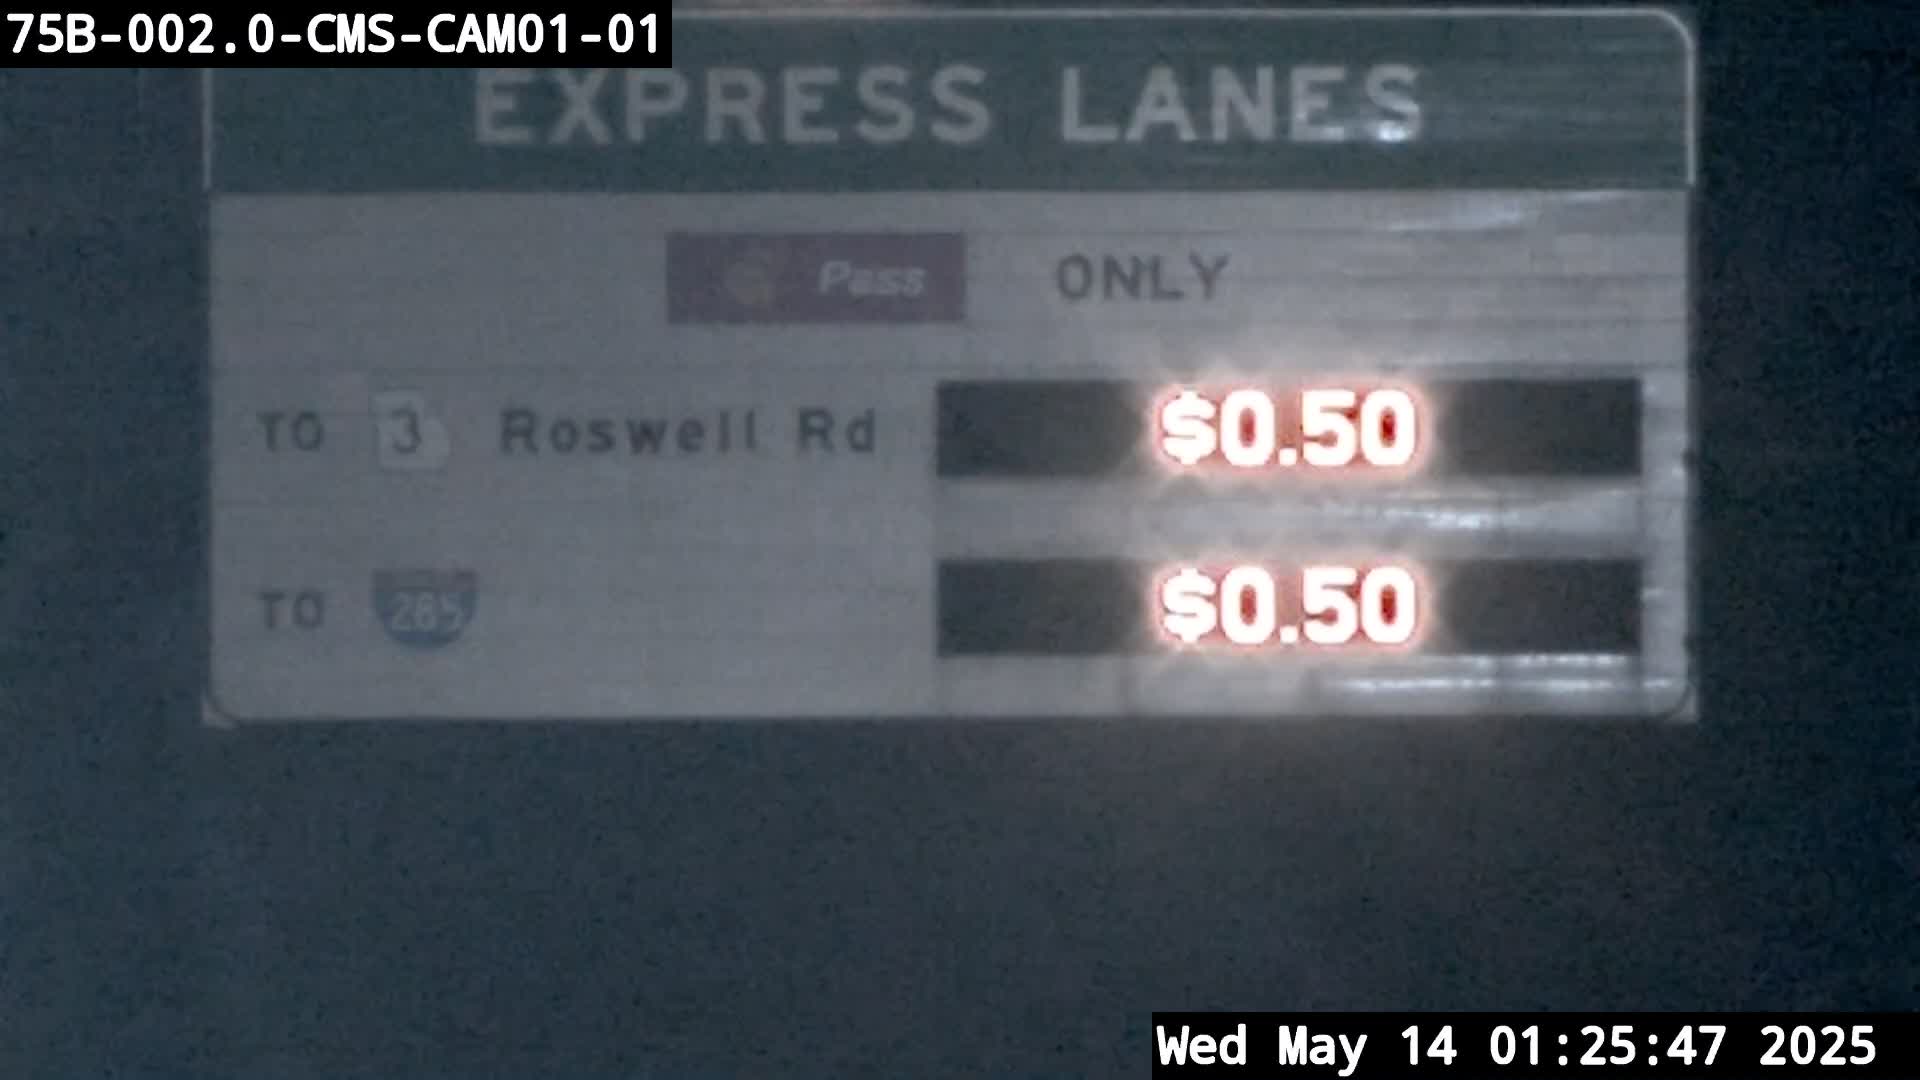 75B-002.0-CMS-CAM01-01
EXPRESS LANES
Pass ONLY
TO 3 Roswell Rd $0.50
TO 285 $0.50
Wed May 14 01:25:47 2025